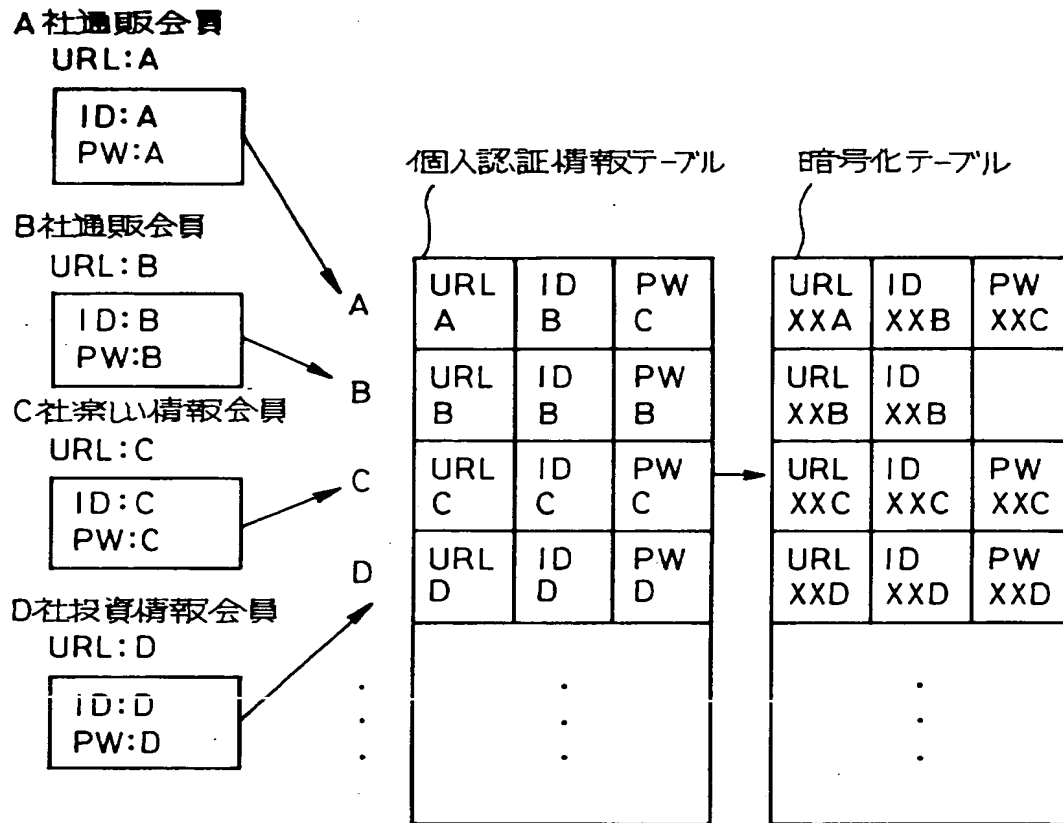 A社通販会員
URL:A
ID:A
PW:A
B社通販会員
URL:B
ID:B
PW:B
C社楽しい情報会員
URL:C
ID:C
PW:C
D社投資情報会員
URL:D
ID:D
PW:D
A
B
C
D
個人認証情報テーブル
URL ID PW
A B C
URL ID PW
B B B
URL ID PW
C C C
URL ID PW
D D D
暗号化テーブル
URL ID PW
XXA XXB XXC
URL ID
XXB XXB
URL ID PW
XXC XXC XXC
URL ID PW
XXD XXD XXD